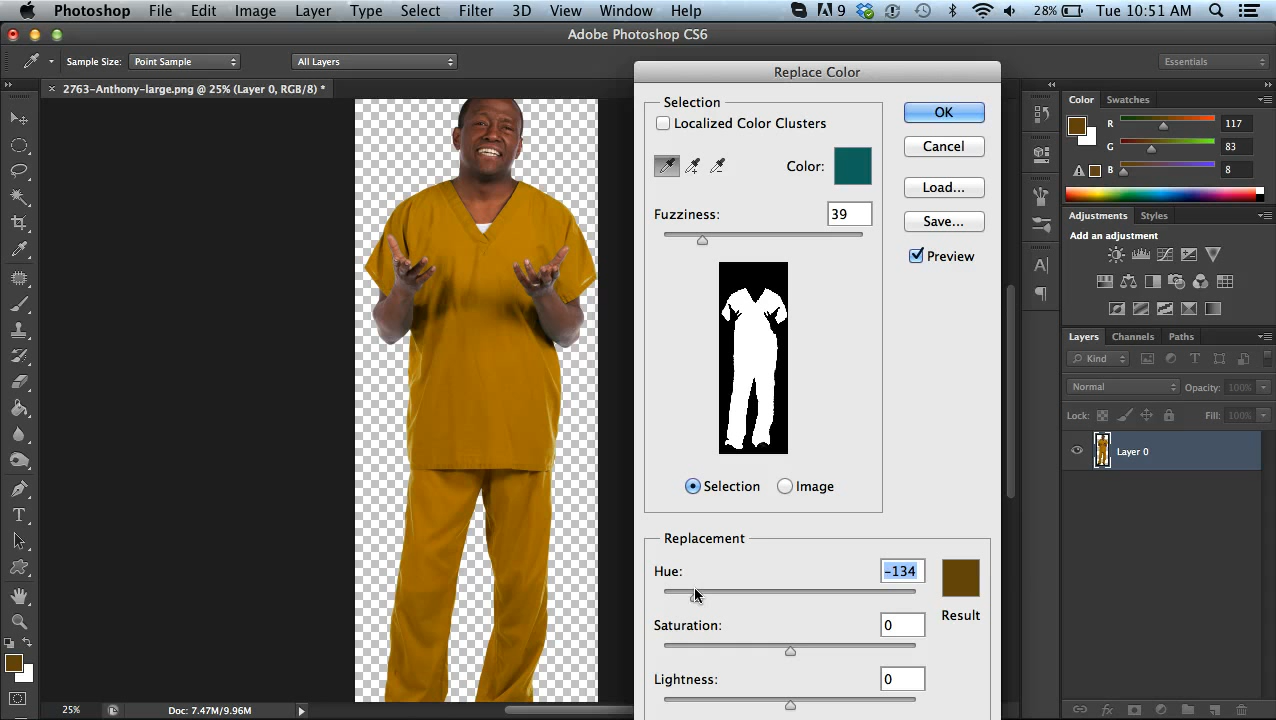 Photoshop File Edit Image Layer Type Select Filter 3D View Window Help 9 28% Tue 10:51 AM
Adobe Photoshop CS6
Sample Size: Point Sample All Layers Essentials
× 2763-Anthony-large.png @ 25% (Layer 0, RGB/8) *
Replace Color
Selection
Localized Color Clusters
Color:
Fuzziness: 39
Selection Image
OK
Cancel
Load...
Save...
Preview
Replacement
Hue: -134
Result
Saturation: 0
Lightness: 0
Color Swatches
R 117
G 83
B 8
Adjustments Styles
Add an adjustment
Layers Channels Paths
Kind
Normal Opacity: 100%
Lock: Fill: 100%
Layer 0
25% Doc: 7.47M/9.96M